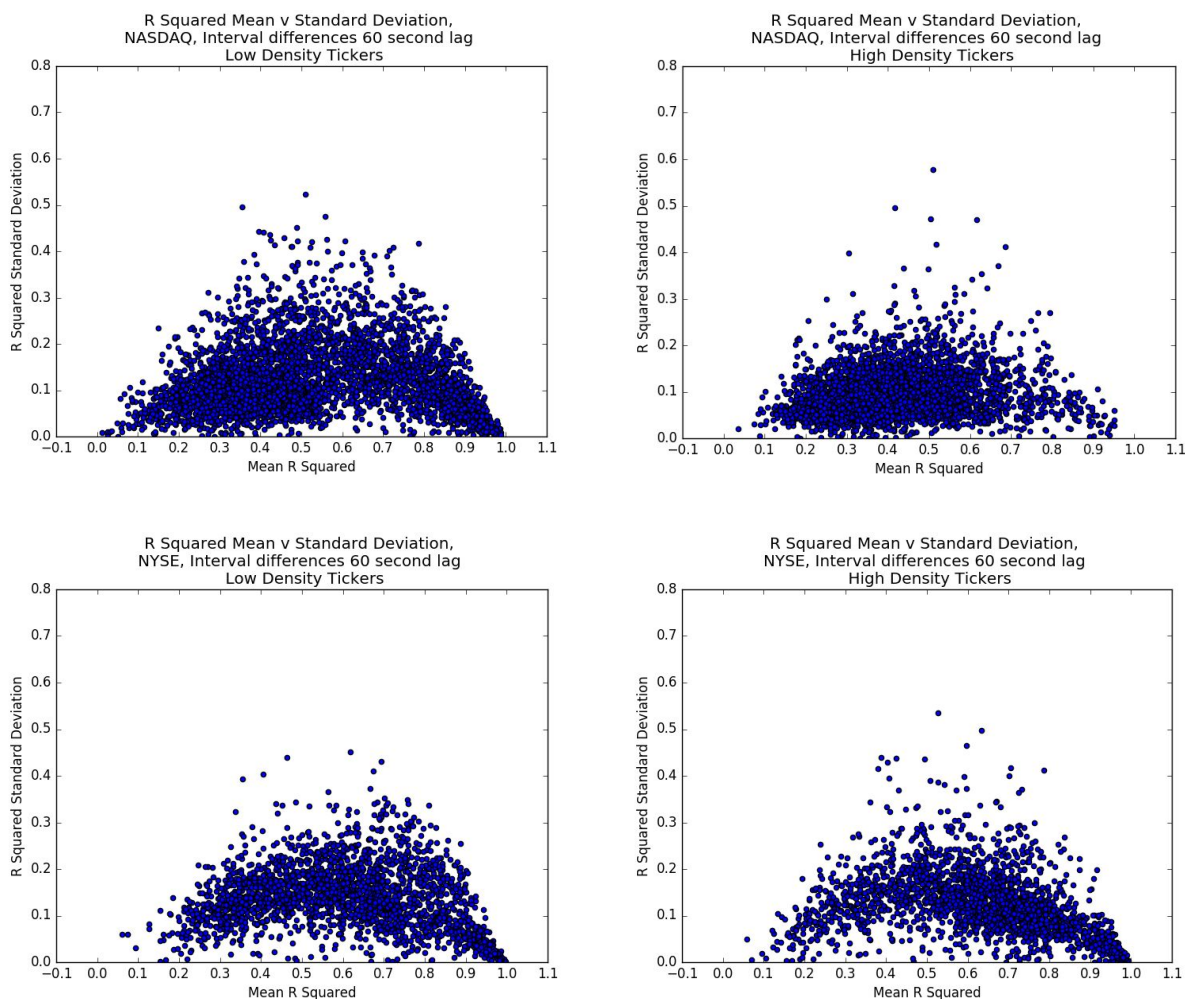 R Squared Mean v Standard Deviation,
NASDAQ, Interval differences 60 second lag
Low Density Tickers
0.8
0.7
0.6
0.5
0.4
0.3
0.2
0.1
0.0
R Squared Standard Deviation
−0.1 0.0 0.1 0.2 0.3 0.4 0.5 0.6 0.7 0.8 0.9 1.0 1.1
Mean R Squared
R Squared Mean v Standard Deviation,
NASDAQ, Interval differences 60 second lag
High Density Tickers
0.8
0.7
0.6
0.5
0.4
0.3
0.2
0.1
0.0
R Squared Standard Deviation
−0.1 0.0 0.1 0.2 0.3 0.4 0.5 0.6 0.7 0.8 0.9 1.0 1.1
Mean R Squared
R Squared Mean v Standard Deviation,
NYSE, Interval differences 60 second lag
Low Density Tickers
0.8
0.7
0.6
0.5
0.4
0.3
0.2
0.1
0.0
R Squared Standard Deviation
−0.1 0.0 0.1 0.2 0.3 0.4 0.5 0.6 0.7 0.8 0.9 1.0 1.1
Mean R Squared
R Squared Mean v Standard Deviation,
NYSE, Interval differences 60 second lag
High Density Tickers
0.8
0.7
0.6
0.5
0.4
0.3
0.2
0.1
0.0
R Squared Standard Deviation
−0.1 0.0 0.1 0.2 0.3 0.4 0.5 0.6 0.7 0.8 0.9 1.0 1.1
Mean R Squared